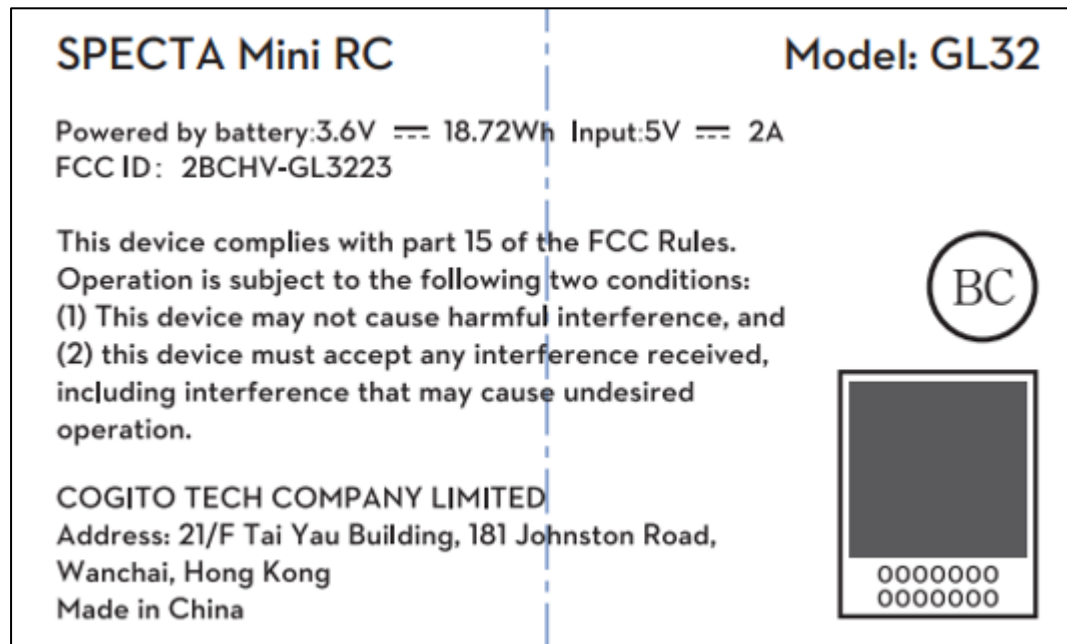 SPECTA Mini RC Model: GL32
Powered by battery:3.6V ⎓ 18.72Wh Input:5V ⎓ 2A
FCC ID: 2BCHV-GL3223
This device complies with part 15 of the FCC Rules.
Operation is subject to the following two conditions:
(1) This device may not cause harmful interference, and
(2) this device must accept any interference received,
including interference that may cause undesired
operation.
BC
COGITO TECH COMPANY LIMITED
Address: 21/F Tai Yau Building, 181 Johnston Road,
Wanchai, Hong Kong
Made in China
0000000
0000000